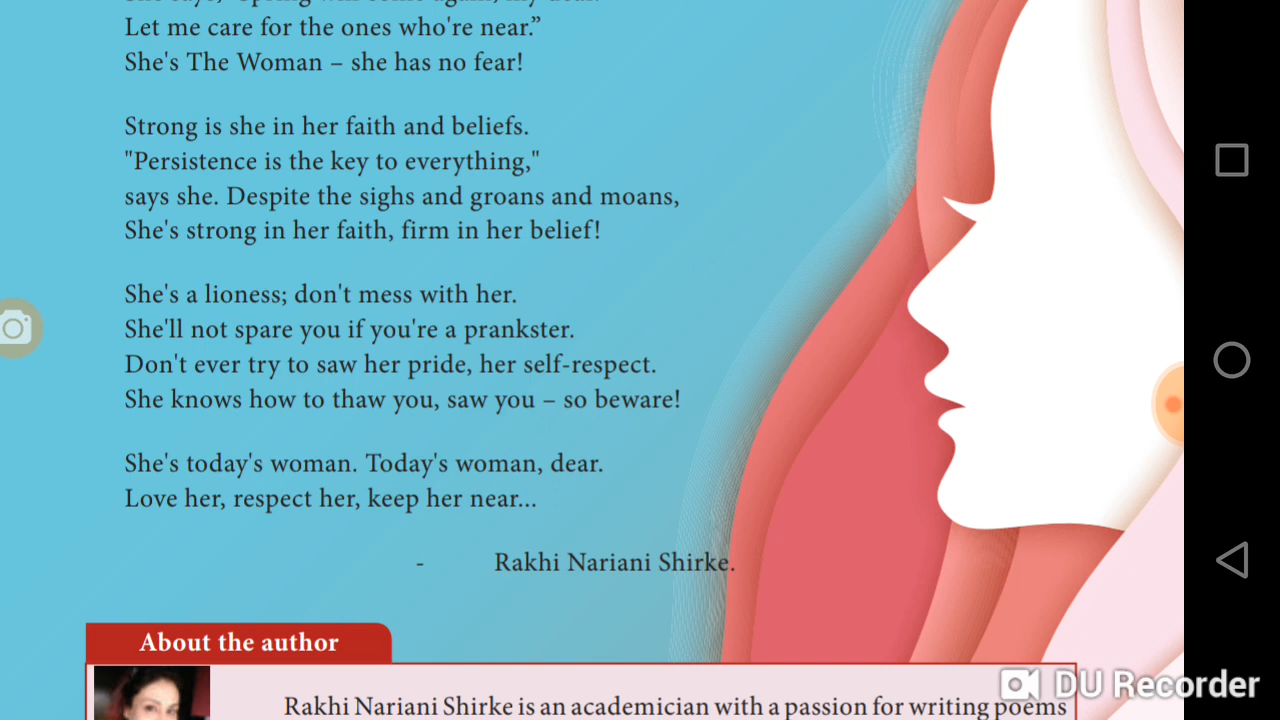 Let me care for the ones who're near.”
She's The Woman – she has no fear!
Strong is she in her faith and beliefs.
"Persistence is the key to everything,"
says she. Despite the sighs and groans and moans,
She's strong in her faith, firm in her belief!
She's a lioness; don't mess with her.
She'll not spare you if you're a prankster.
Don't ever try to saw her pride, her self-respect.
She knows how to thaw you, saw you – so beware!
She's today's woman. Today's woman, dear.
Love her, respect her, keep her near...
- Rakhi Nariani Shirke.
About the author
Rakhi Nariani Shirke is an academician with a passion for writing poems
DU Recorder